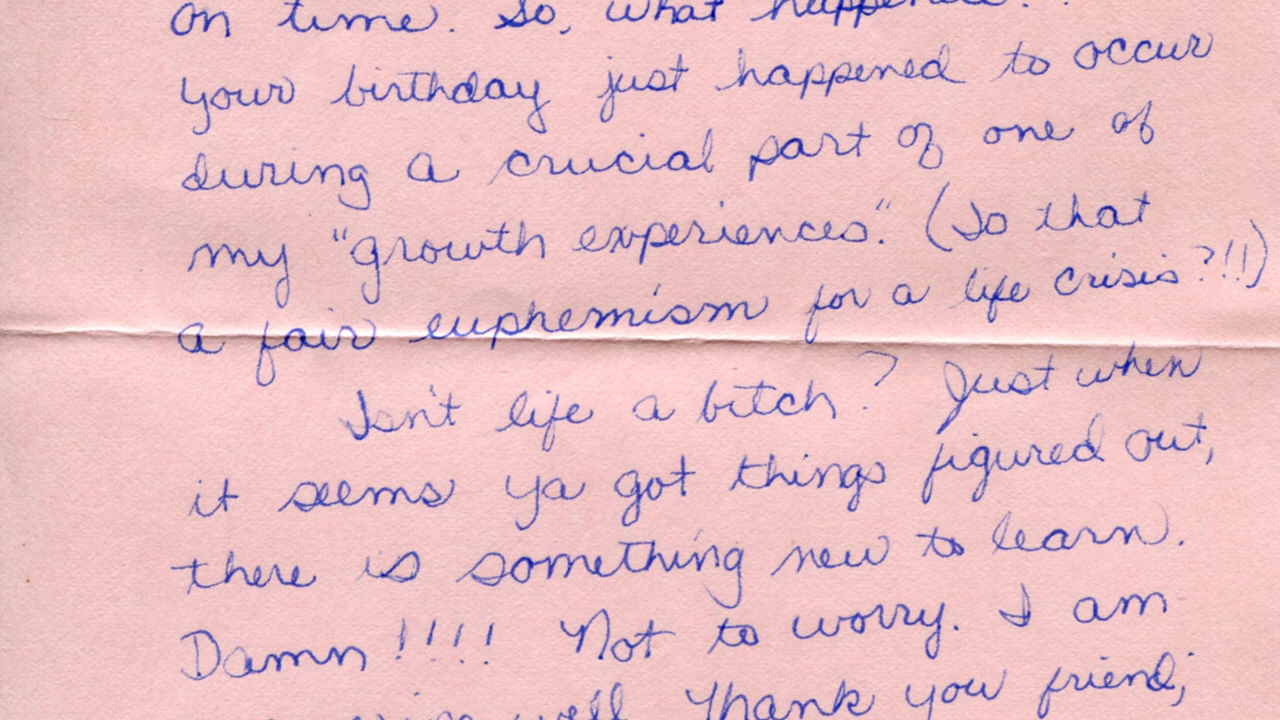 on time. So, what happened?
your birthday just happened to occur
during a crucial part of one of
my "growth experiences". (Is that
a fair euphemism for a life crisis?!!!)
Isn't life a bitch? Just when
it seems ya got things figured out,
there is something new to learn.
Damn!!!! Not to worry. I am
well. Thank you friend,